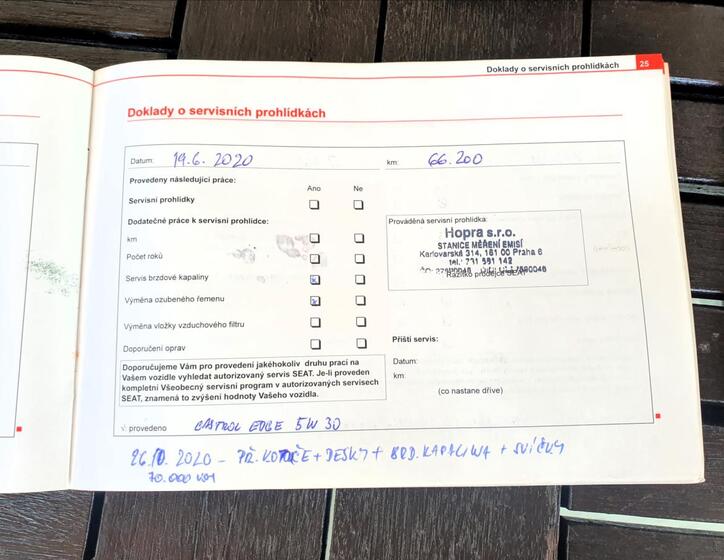 Doklady o servisních prohlídkách 25
Doklady o servisních prohlídkách
Datum: 19.6. 2020 km: 66.200
Provedeny následující práce:
Ano Ne
Servisní prohlídky
Dodatečné práce k servisní prohlídce:
km
Počet roků
Servis brzdové kapaliny
Výměna ozubeného řemenu
Výměna vložky vzduchového filtru
Doporučení oprav
Prováděná servisní prohlídka:
Hopra s.r.o.
STANICE MĚŘENÍ EMISÍ
Karlovarská 314, 161 00 Praha 6
tel.: 731 551 142
Razítko prodejce SEAT
Příští servis:
Datum:
km:
(co nastane dříve)
Doporučujeme Vám pro provedení jakéhokoliv druhu prací na
Vašem vozidle vyhledat autorizovaný servis SEAT. Je-li proveden
kompletní Všeobecný servisní program v autorizovaných servisech
SEAT, znamená to zvýšení hodnoty Vašeho vozidla.
V: provedeno CASTROL EDGE 5W 30
26.10. 2020 - PŘ. KOTOUČE + DESKY + BRD. KAPALINA + SVÍČKY
70.000 KM